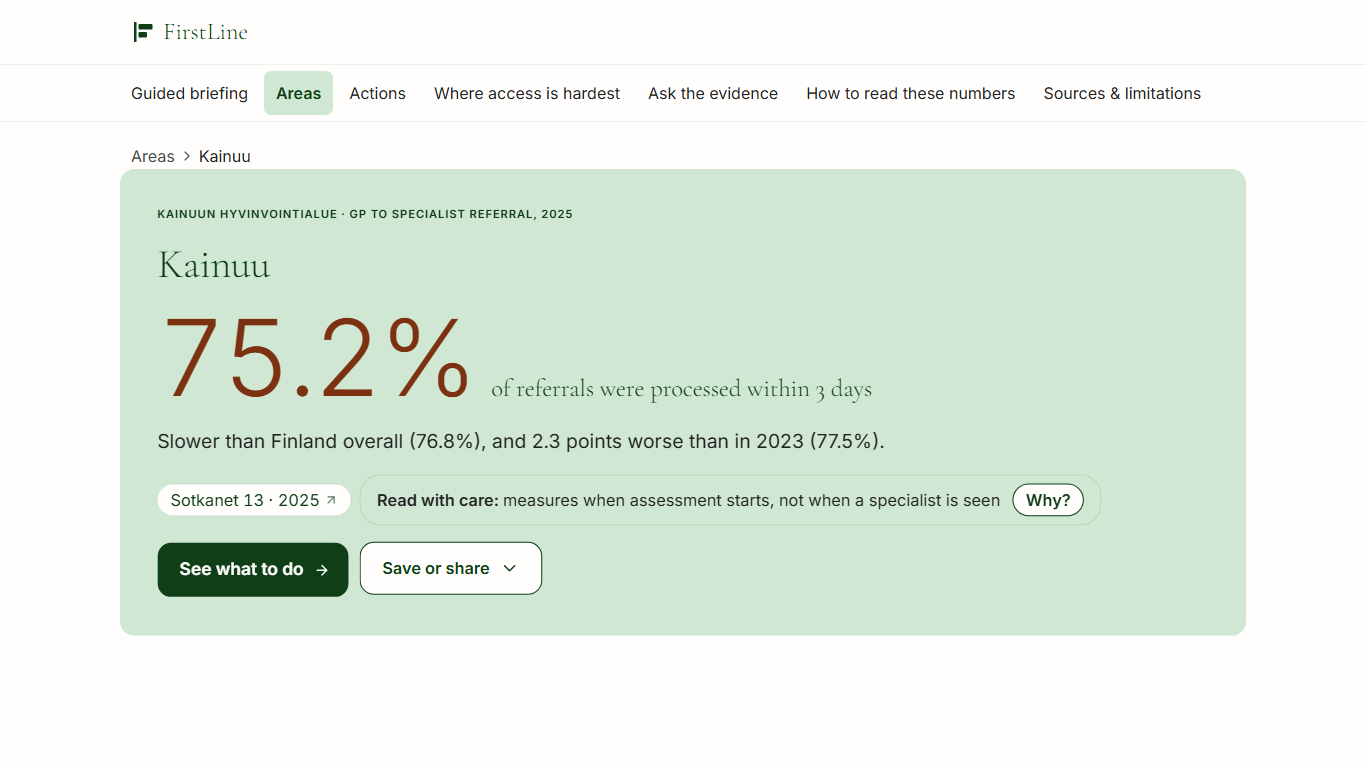 FirstLine
Guided briefing Areas Actions Where access is hardest Ask the evidence How to read these numbers Sources & limitations
Areas > Kainuu
KAINUUN HYVINVOINTIALUE · GP TO SPECIALIST REFERRAL, 2025
Kainuu
75.2% of referrals were processed within 3 days
Slower than Finland overall (76.8%), and 2.3 points worse than in 2023 (77.5%).
Sotkanet 13 · 2025 ↗ Read with care: measures when assessment starts, not when a specialist is seen Why?
See what to do → Save or share